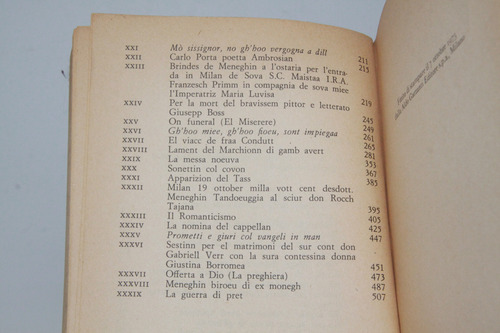 XXI Mò sissignor, no gh'hoo vergogna a dill 211
XXII Carlo Porta poetta Ambrosian 213
XXIII Brindes de Meneghin a l'ostaria per l'entra-
da in Milan de Sova S.C. Maistaa I.R.A.
Franzesch Primm in compagnia de sova miee
l'Imperatriz Maria Luvisa 219
XXIV Per la mort del bravissem pittor e letterato
Giusepp Boss 245
XXV On funeral (El Miserere) 249
XXVI Gh'hoo miee, gh'hoo fioeu, sont impiegaa 261
XXVII El viacc de fraa Condutt 265
XXVIII Lament del Marchionn di gamb avert 281
XXIX La messa noeuva 353
XXX Sonettin col covon 367
XXXI Apparizion del Tass 385
XXXII Milan 19 ottober milla vott cent desdott.
Meneghin Tandoeuggia al sciur don Rocch
Tajana 395
XXXIII Il Romanticismo 405
XXXIV La nomina del cappellan 425
XXXV Prometti e giuri col vangeli in man 447
XXXVI Sestinn per el matrimoni del sur cont don
Gabriell Verr con la sura contessina donna
Giustina Borromea 451
XXXVII Offerta a Dio (La preghiera) 473
XXXVIII Meneghin biroeu di ex monegh 487
XXXIX La guerra di pret 507